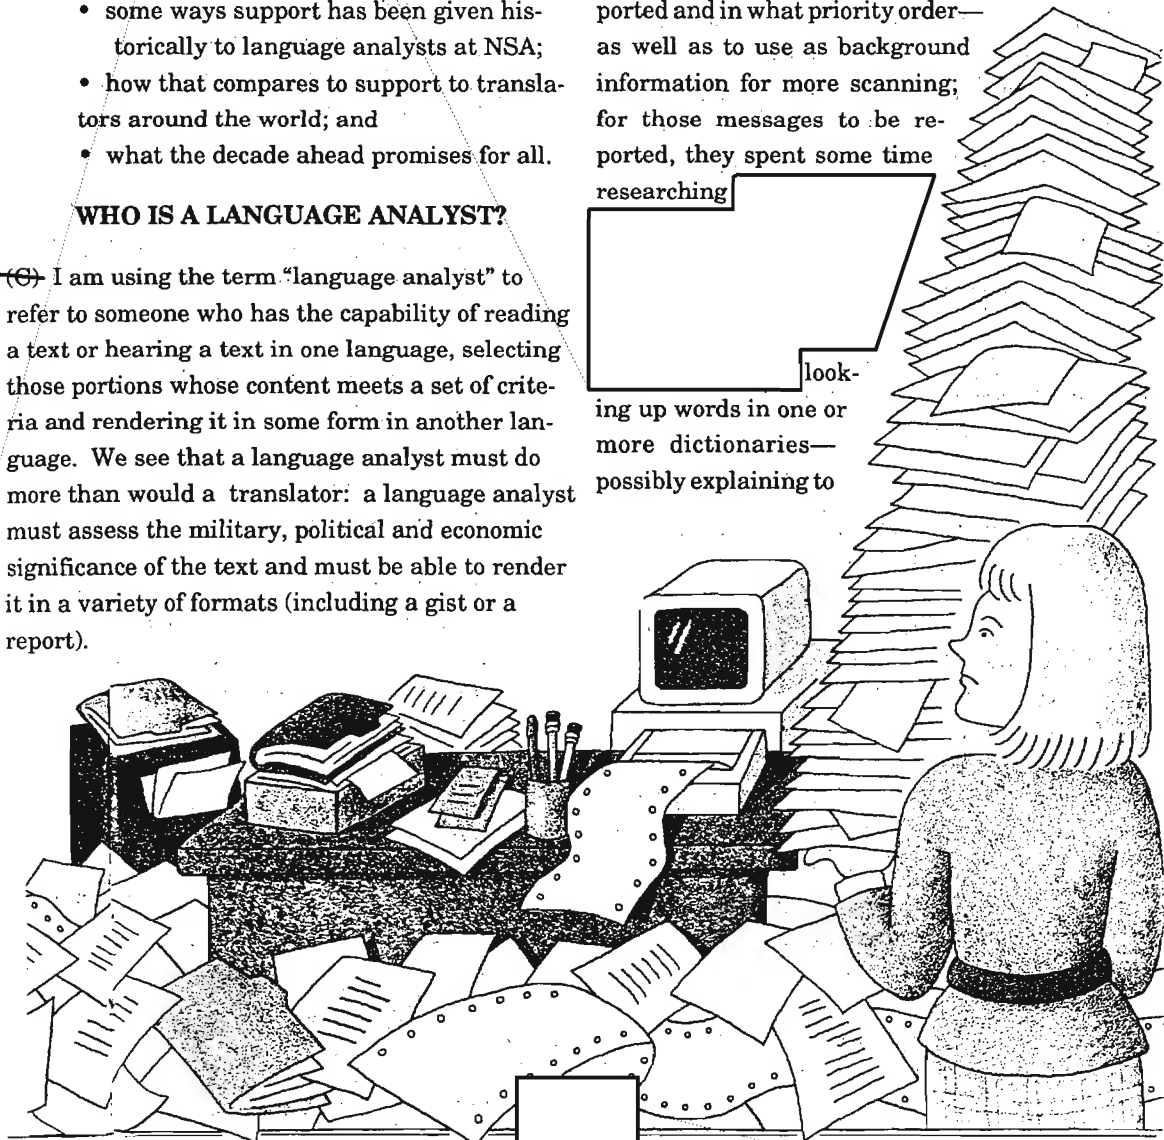 • some ways support has been given his-
torically to language analysts at NSA;
• how that compares to support to transla-
tors around the world; and
• what the decade ahead promises for all.
WHO IS A LANGUAGE ANALYST?
(C) I am using the term "language analyst" to
refer to someone who has the capability of reading
a text or hearing a text in one language, selecting
those portions whose content meets a set of crite-
ria and rendering it in some form in another lan-
guage. We see that a language analyst must do
more than would a translator: a language analyst
must assess the military, political and economic
significance of the text and must be able to render
it in a variety of formats (including a gist or a
report).
ported and in what priority order—
as well as to use as background
information for more scanning;
for those messages to be re-
ported, they spent some time
researching
look-
ing up words in one or
more dictionaries—
possibly explaining to